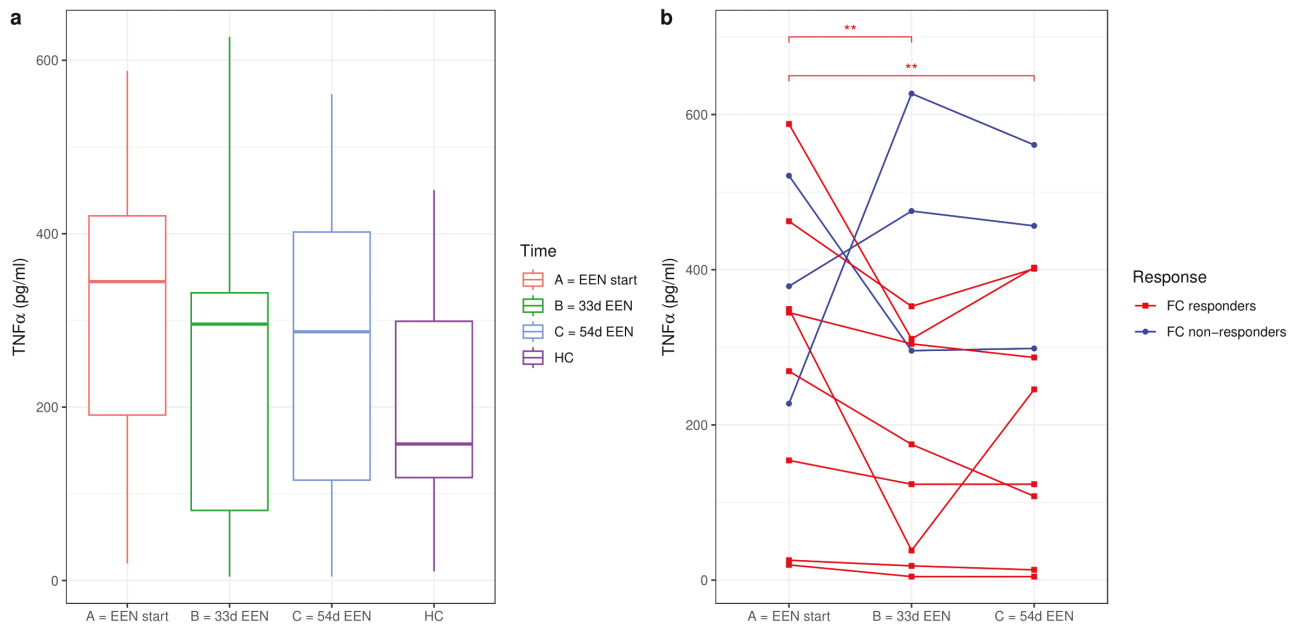 a
TNFα (pg/ml)
600
400
200
0
A = EEN start
B = 33d EEN
C = 54d EEN
HC
Time
A = EEN start
B = 33d EEN
C = 54d EEN
HC
b
**
**
TNFα (pg/ml)
600
400
200
0
A = EEN start
B = 33d EEN
C = 54d EEN
Response
FC responders
FC non−responders